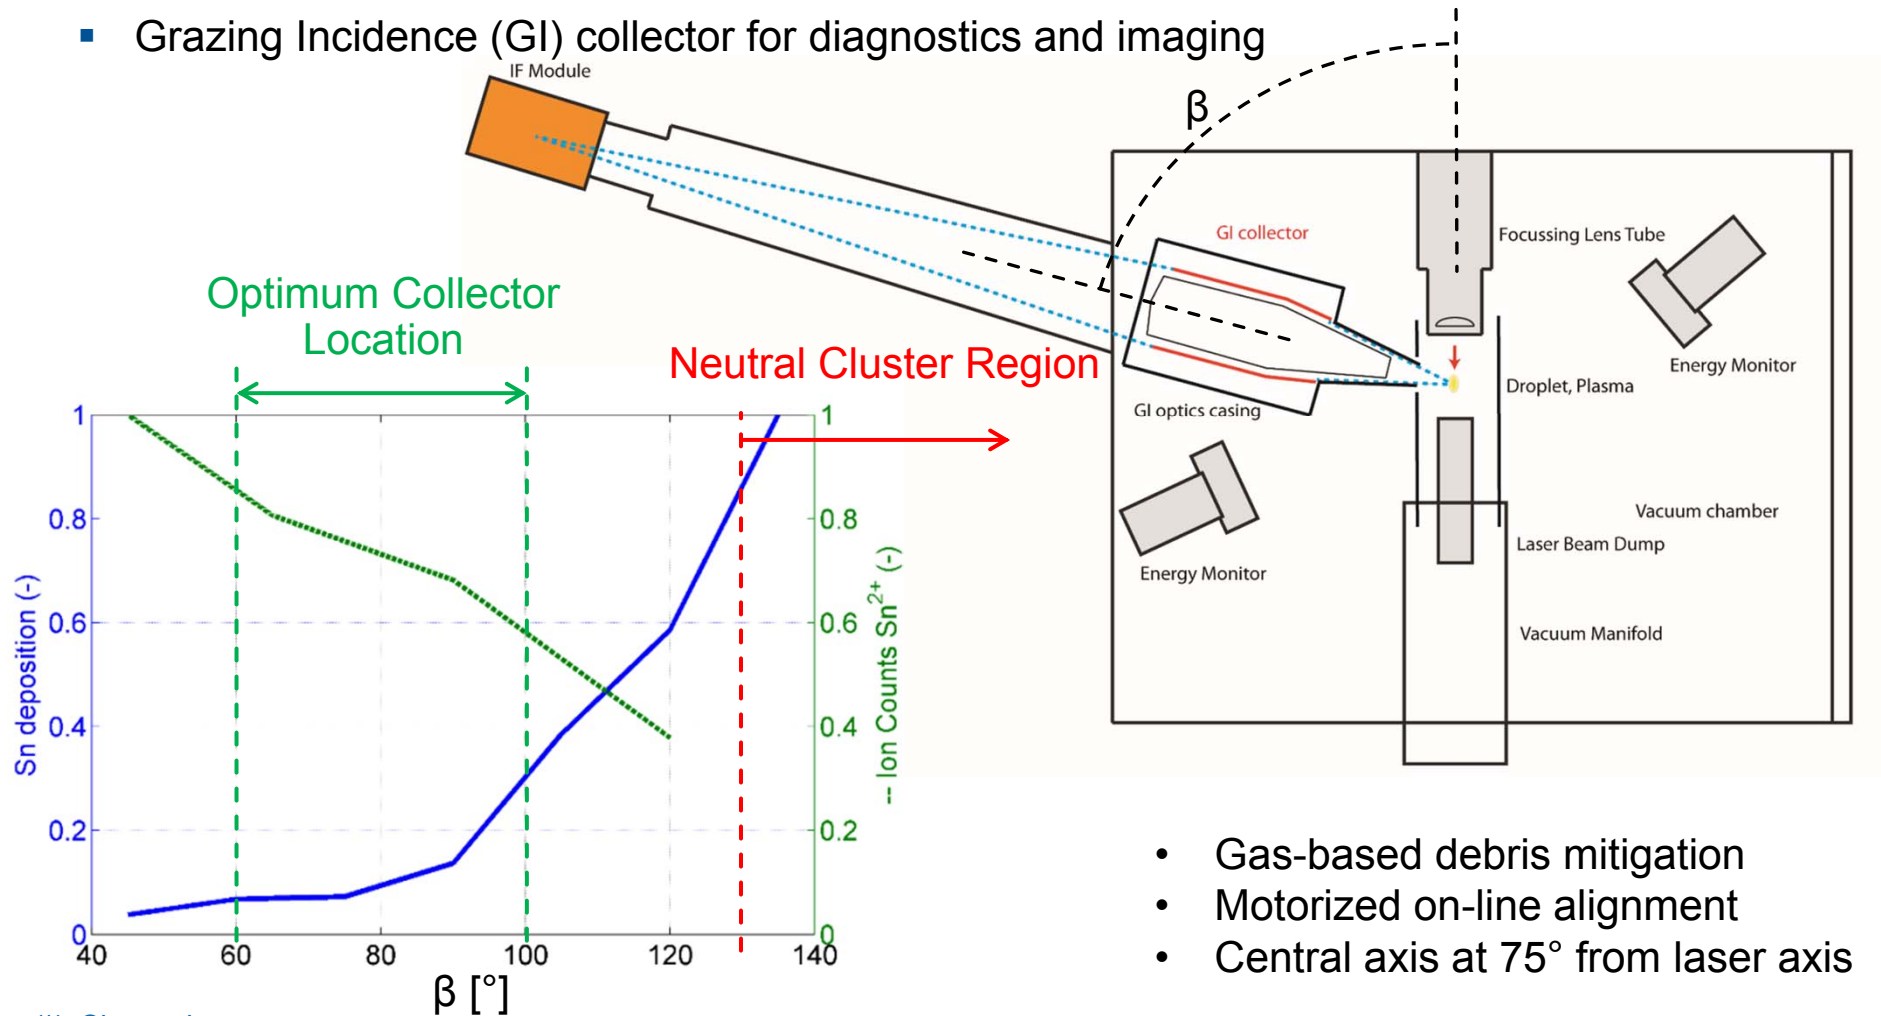 ▪ Grazing Incidence (GI) collector for diagnostics and imaging
IF Module
β
GI collector
Focussing Lens Tube
Energy Monitor
Droplet, Plasma
GI optics casing
Energy Monitor
Vacuum chamber
Laser Beam Dump
Vacuum Manifold
Optimum Collector
Location
Neutral Cluster Region
1
0.8
0.6
0.4
0.2
0
Sn deposition (-)
1
0.8
0.6
0.4
0.2
0
-- Ion Counts Sn²⁺ (-)
40 60 80 100 120 140
β [°]
• Gas-based debris mitigation
• Motorized on-line alignment
• Central axis at 75° from laser axis